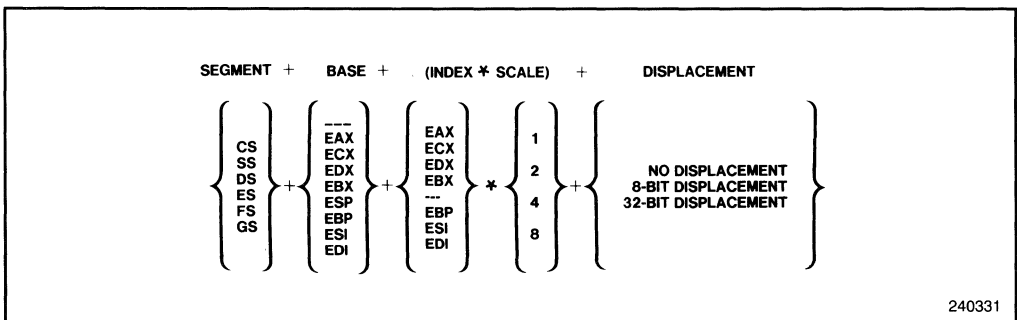 SEGMENT + BASE + (INDEX * SCALE) + DISPLACEMENT
CS
SS
DS
ES
FS
GS
+
---
EAX
ECX
EDX
EBX
ESP
EBP
ESI
EDI
+
EAX
ECX
EDX
EBX
---
EBP
ESI
EDI
*
1
2
4
8
+
NO DISPLACEMENT
8-BIT DISPLACEMENT
32-BIT DISPLACEMENT
240331